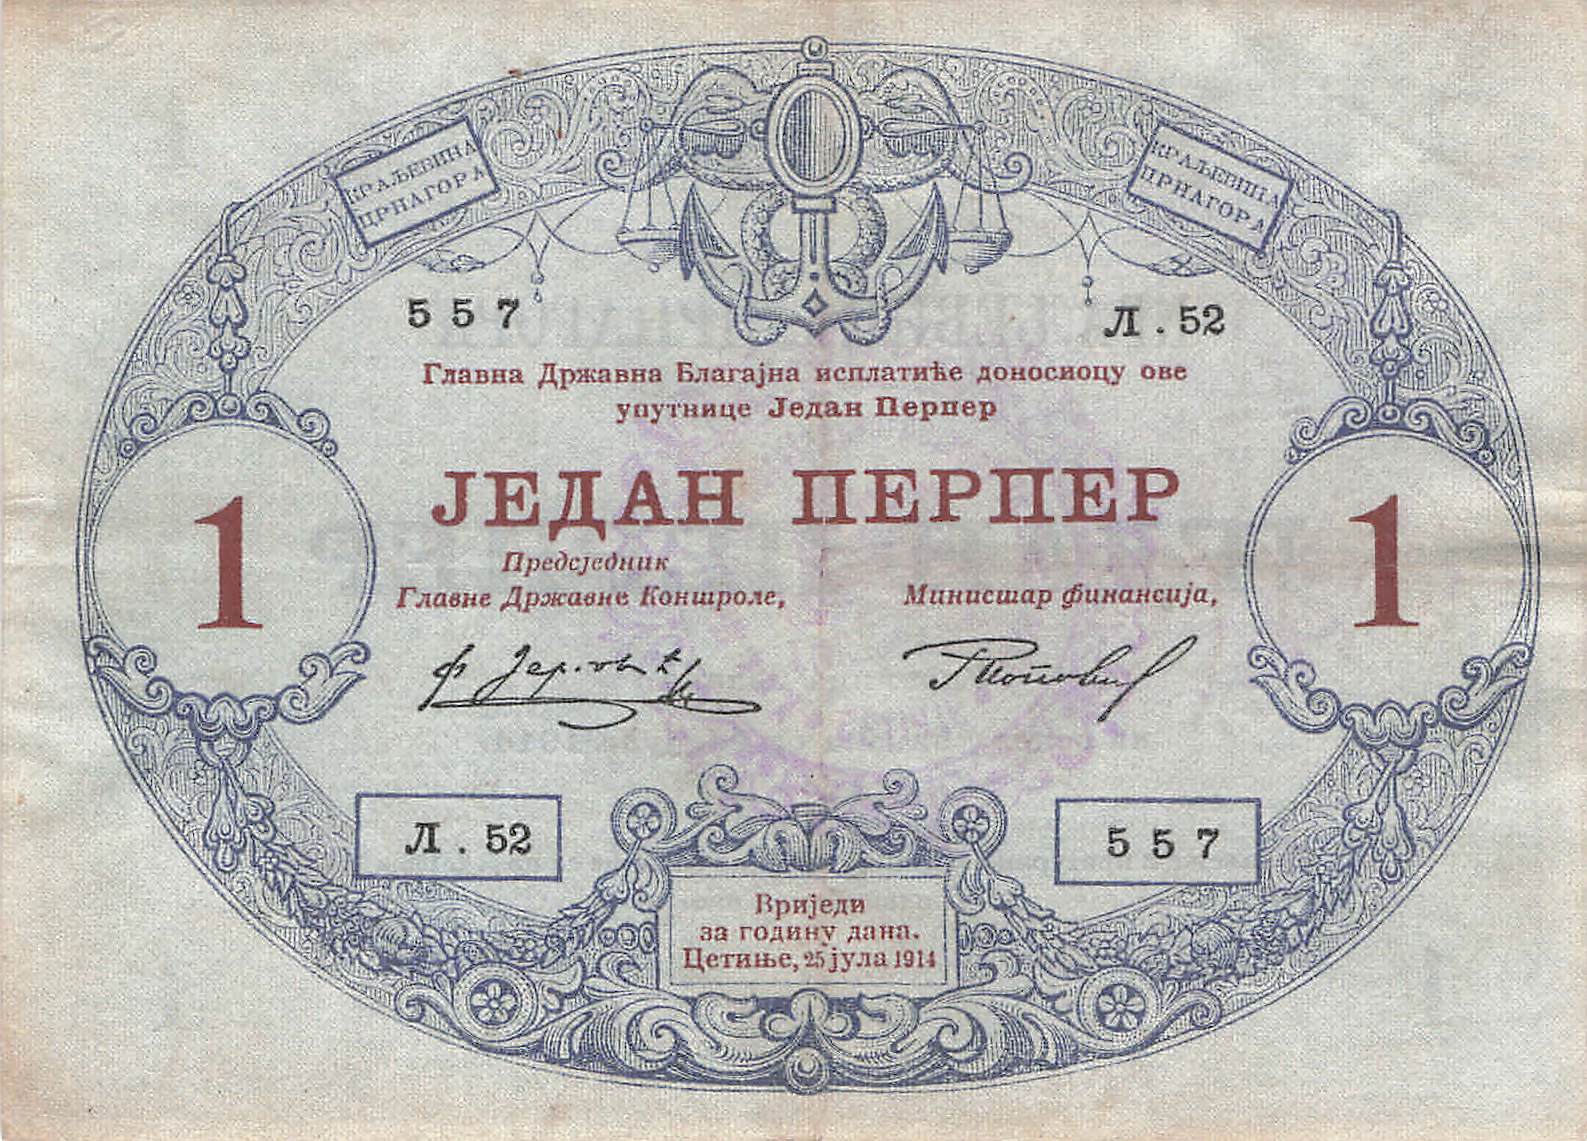 КРАЉЕВИНА
ЦРНАГОРА
КРАЉЕВИНА
ЦРНАГОРА
557
Л. 52
Главна Државна Благајна исплатиће доносиоцу ове
упутнице Један Перпер
ЈЕДАН ПЕРПЕР
1
1
Предсједник
Главне Државне Контроле,
Министар финансија,
Л. 52
557
Вриједи
за годину дана.
Цетиње, 25 јула 1914